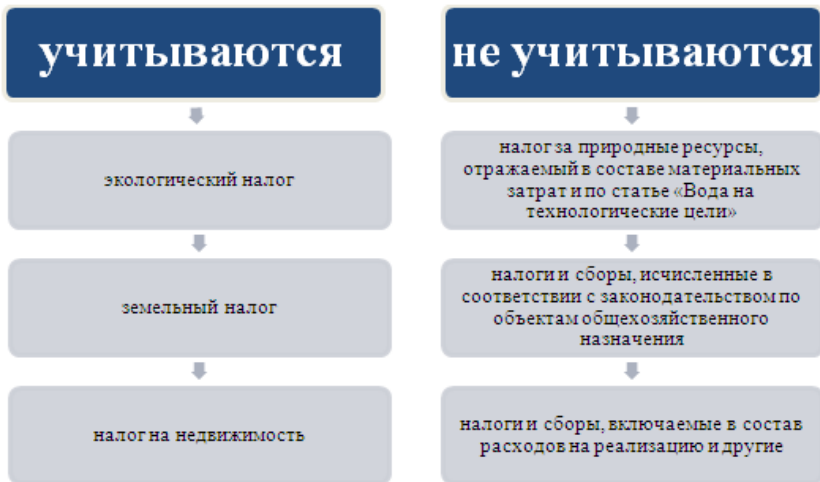 учитываются
экологический налог
земельный налог
налог на недвижимость
не учитываются
налог за природные ресурсы,
отражаемый в составе материальных
затрат и по статье «Вода на
технологические цели»
налоги и сборы, исчисленные в
соответствии с законодательством по
объектам общехозяйственного
назначения
налоги и сборы, включаемые в состав
расходов на реализацию и другие